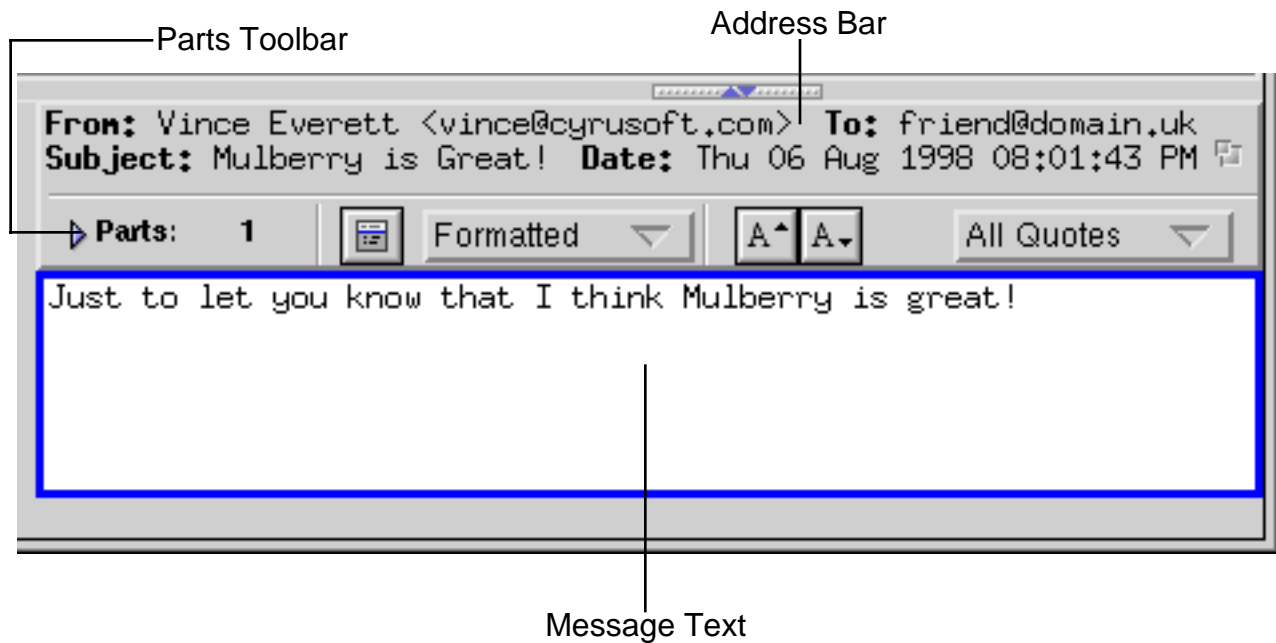 Parts Toolbar
Address Bar
From: Vince Everett <vince@cyrusoft.com> To: friend@domain.uk
Subject: Mulberry is Great! Date: Thu 06 Aug 1998 08:01:43 PM
Parts: 1 Formatted A A All Quotes
Just to let you know that I think Mulberry is great!
Message Text